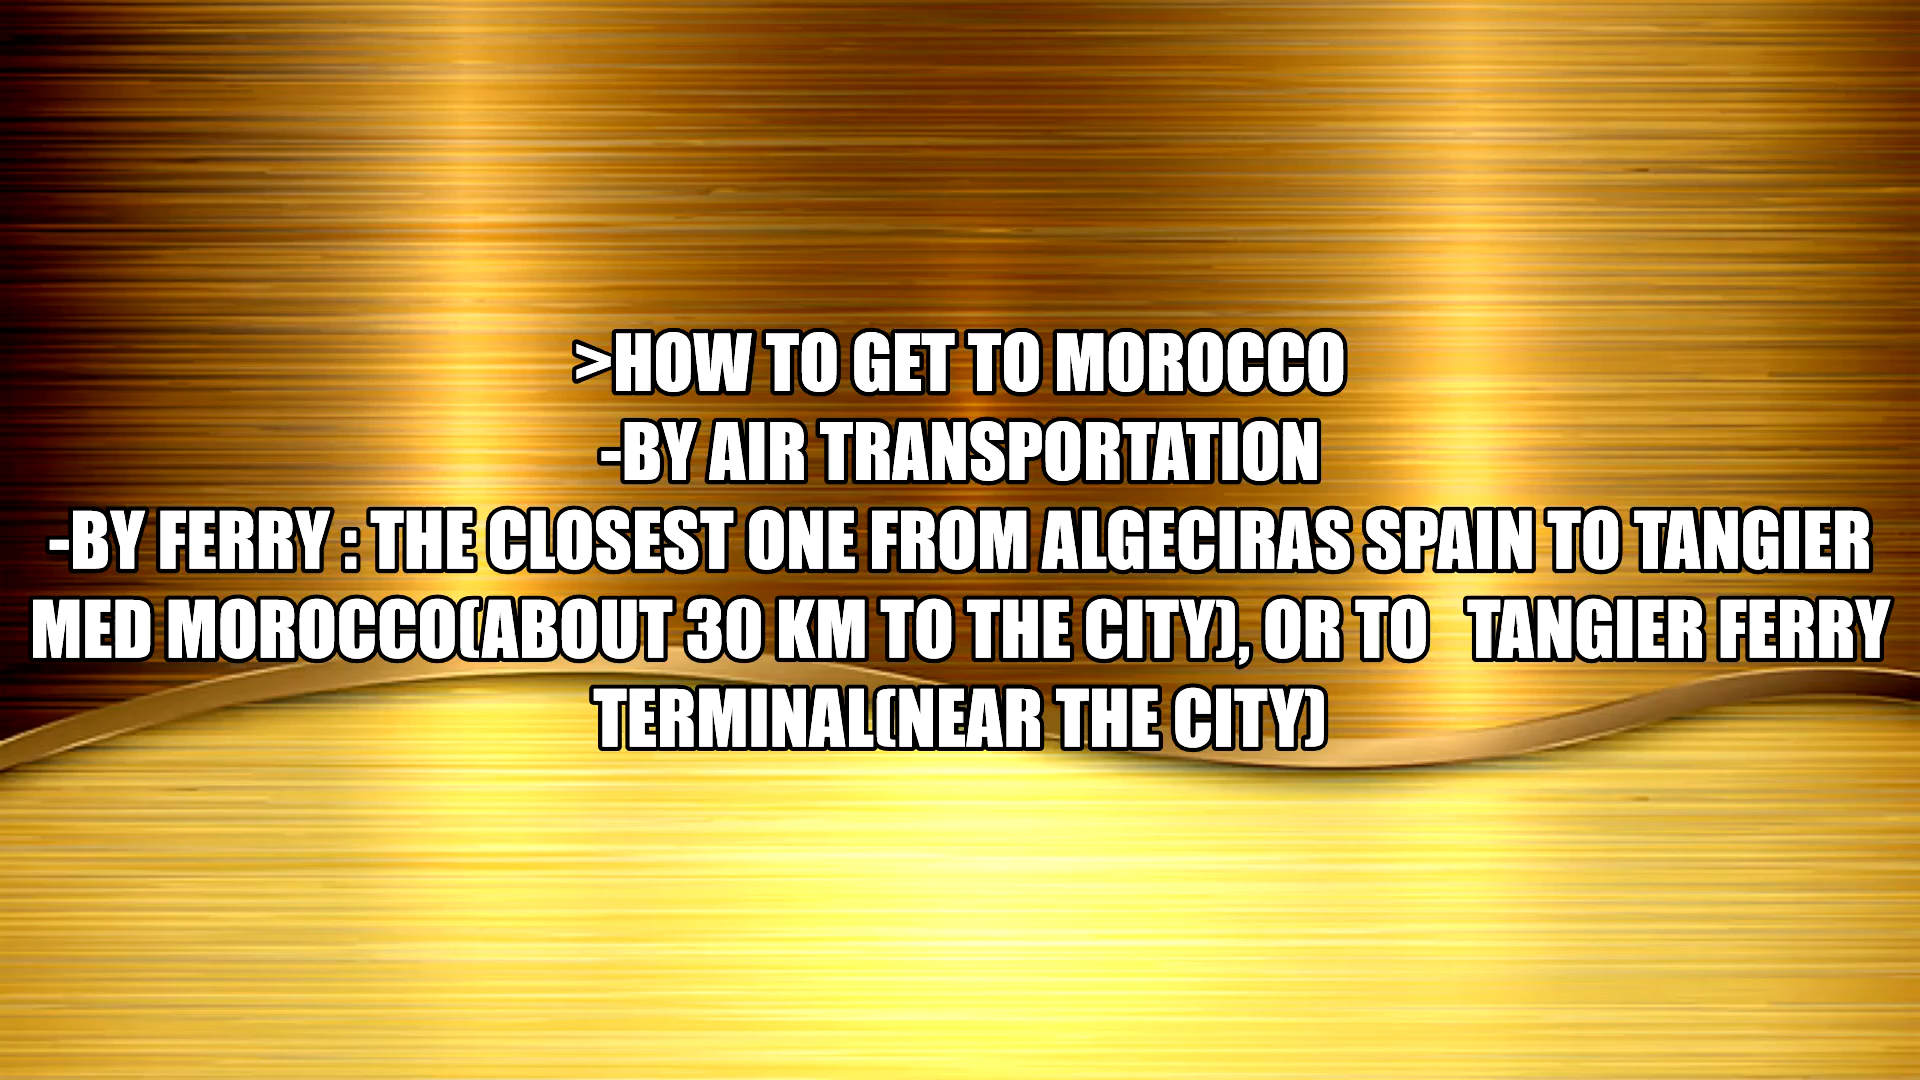 >HOW TO GET TO MOROCCO
-BY AIR TRANSPORTATION
-BY FERRY : THE CLOSEST ONE FROM ALGECIRAS SPAIN TO TANGIER
MED MOROCCO(ABOUT 30 KM TO THE CITY), OR TO   TANGIER FERRY
TERMINAL(NEAR THE CITY)